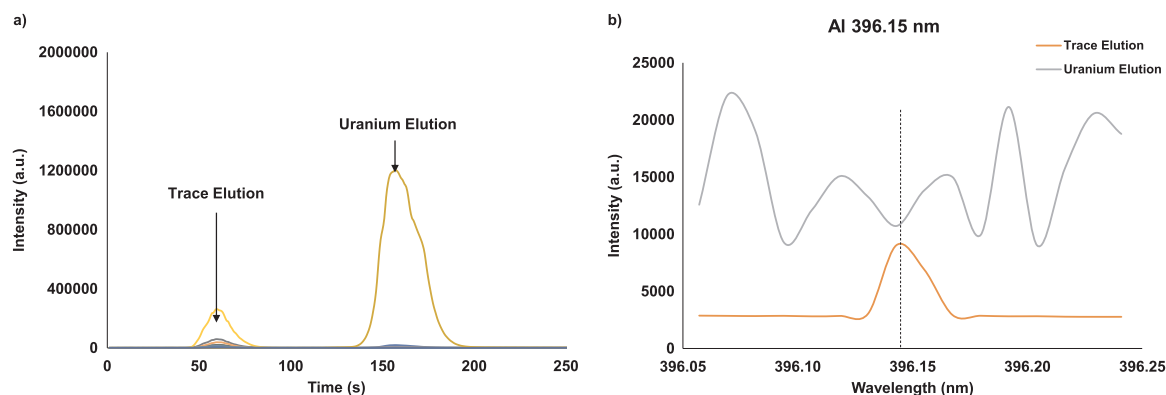 a)
2000000
1600000
1200000
800000
400000
0
Intensity (a.u.)
Trace Elution
Uranium Elution
0
50
100
150
200
250
Time (s)
b)
Al 396.15 nm
Trace Elution
Uranium Elution
25000
20000
15000
10000
5000
0
Intensity (a.u.)
396.05
396.10
396.15
396.20
396.25
Wavelength (nm)